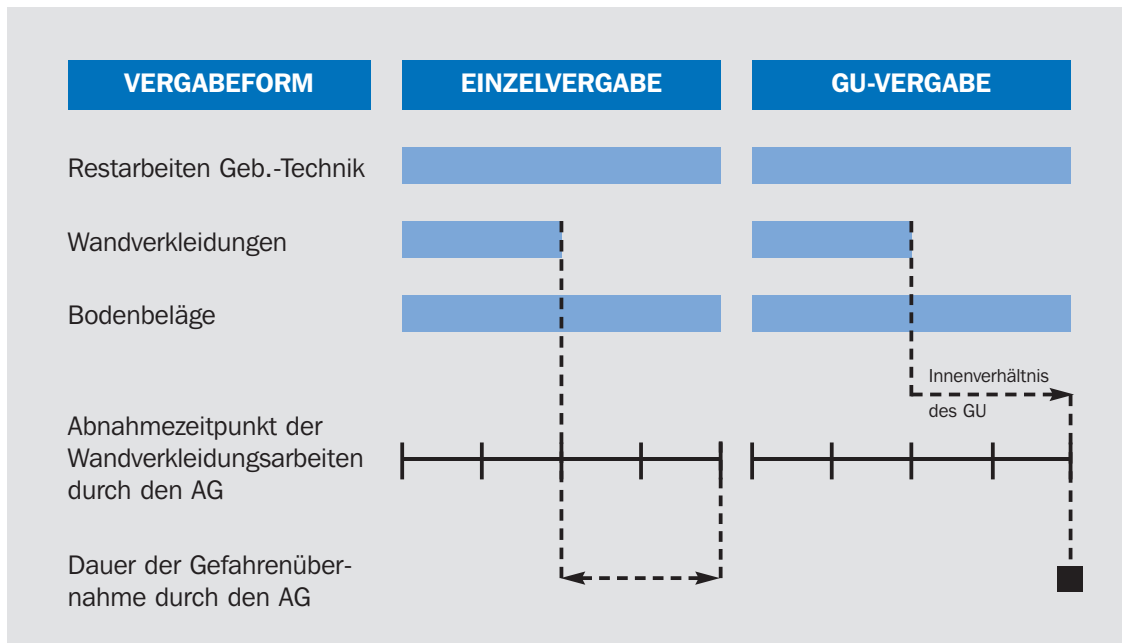 VERGABEFORM
EINZELVERGABE
GU-VERGABE
Restarbeiten Geb.-Technik
Wandverkleidungen
Bodenbeläge
Innenverhältnis
des GU
Abnahmezeitpunkt der
Wandverkleidungsarbeiten
durch den AG
Dauer der Gefahrenüber-
nahme durch den AG